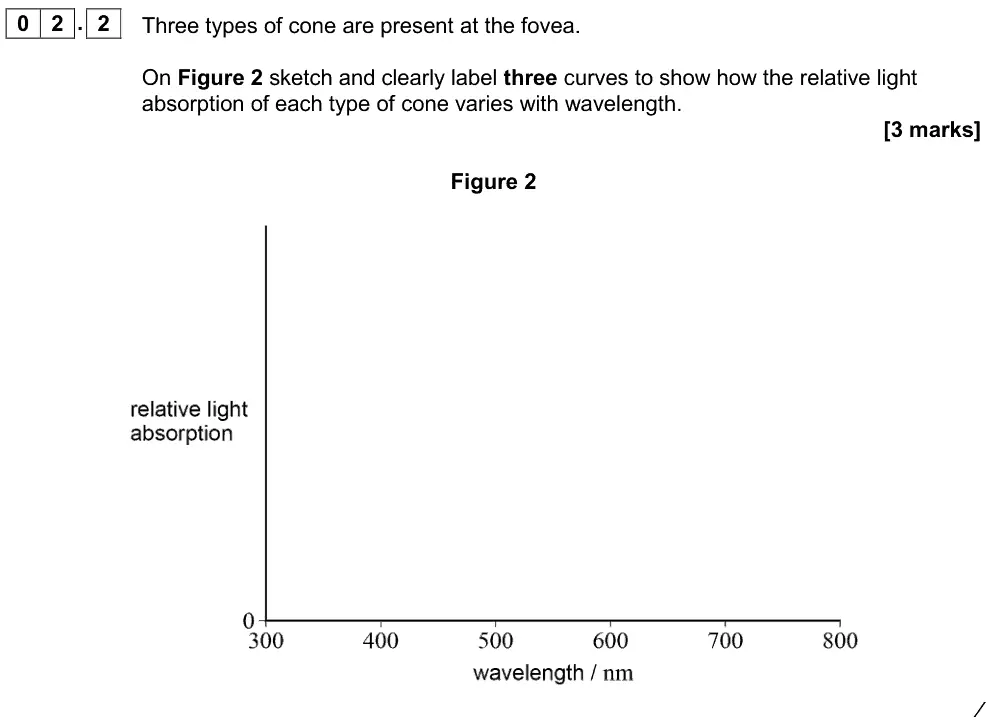 02.2 Three types of cone are present at the fovea.
On Figure 2 sketch and clearly label three curves to show how the relative light
absorption of each type of cone varies with wavelength.
[3 marks]
Figure 2
relative light
absorption
0
300 400 500 600 700 800
wavelength / nm